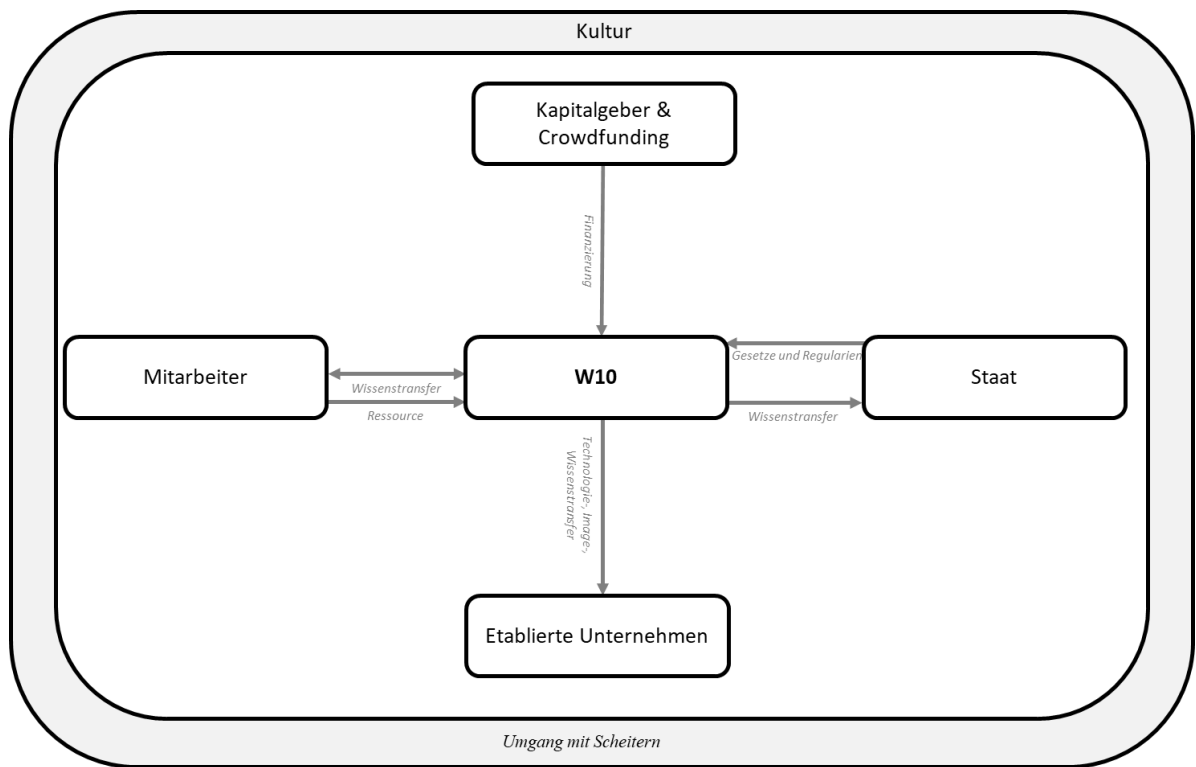 Kultur
Kapitalgeber &
Crowdfunding
Finanzierung
Mitarbeiter
Wissenstransfer
Ressource
W10
Gesetze und Regularien
Wissenstransfer
Staat
Technologie-, Image-,
Wissenstransfer
Etablierte Unternehmen
Umgang mit Scheitern